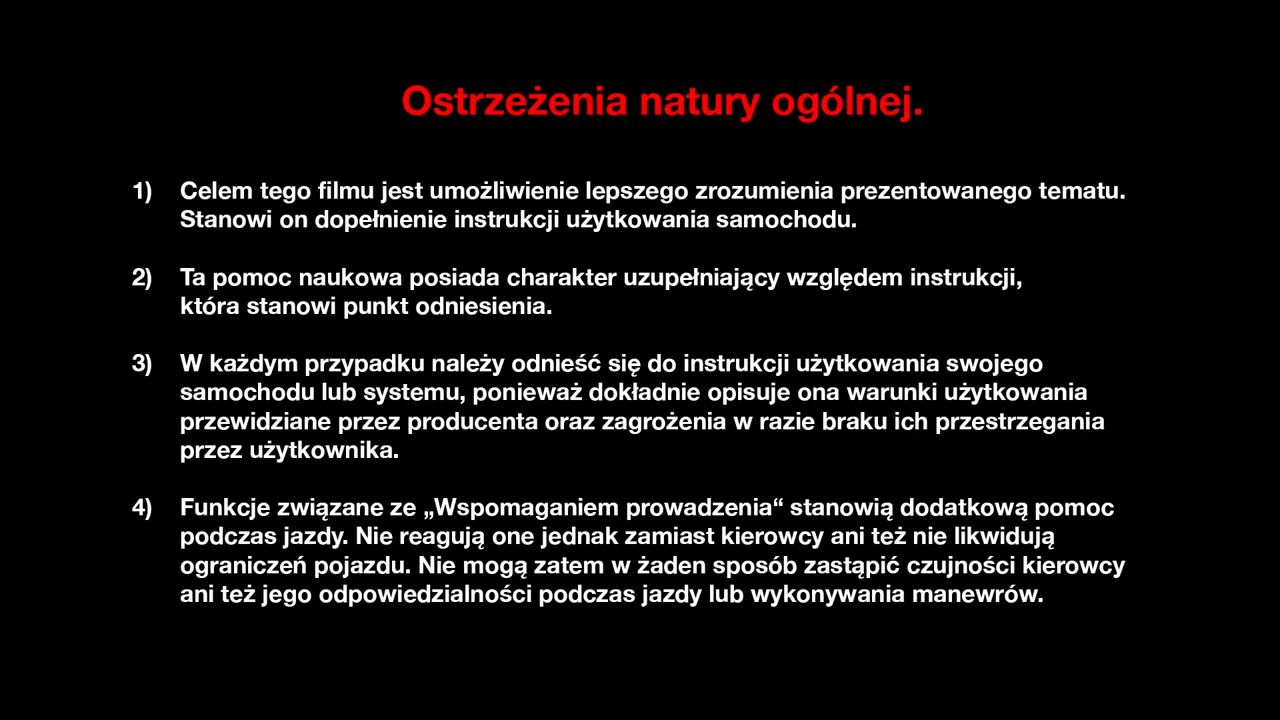 Ostrzeżenia natury ogólnej.
1) Celem tego filmu jest umożliwienie lepszego zrozumienia prezentowanego tematu.
Stanowi on dopełnienie instrukcji użytkowania samochodu.
2) Ta pomoc naukowa posiada charakter uzupełniający względem instrukcji,
która stanowi punkt odniesienia.
3) W każdym przypadku należy odnieść się do instrukcji użytkowania swojego
samochodu lub systemu, ponieważ dokładnie opisuje ona warunki użytkowania
przewidziane przez producenta oraz zagrożenia w razie braku ich przestrzegania
przez użytkownika.
4) Funkcje związane ze „Wspomaganiem prowadzenia“ stanowią dodatkową pomoc
podczas jazdy. Nie reagują one jednak zamiast kierowcy ani też nie likwidują
ograniczeń pojazdu. Nie mogą zatem w żaden sposób zastąpić czujności kierowcy
ani też jego odpowiedzialności podczas jazdy lub wykonywania manewrów.